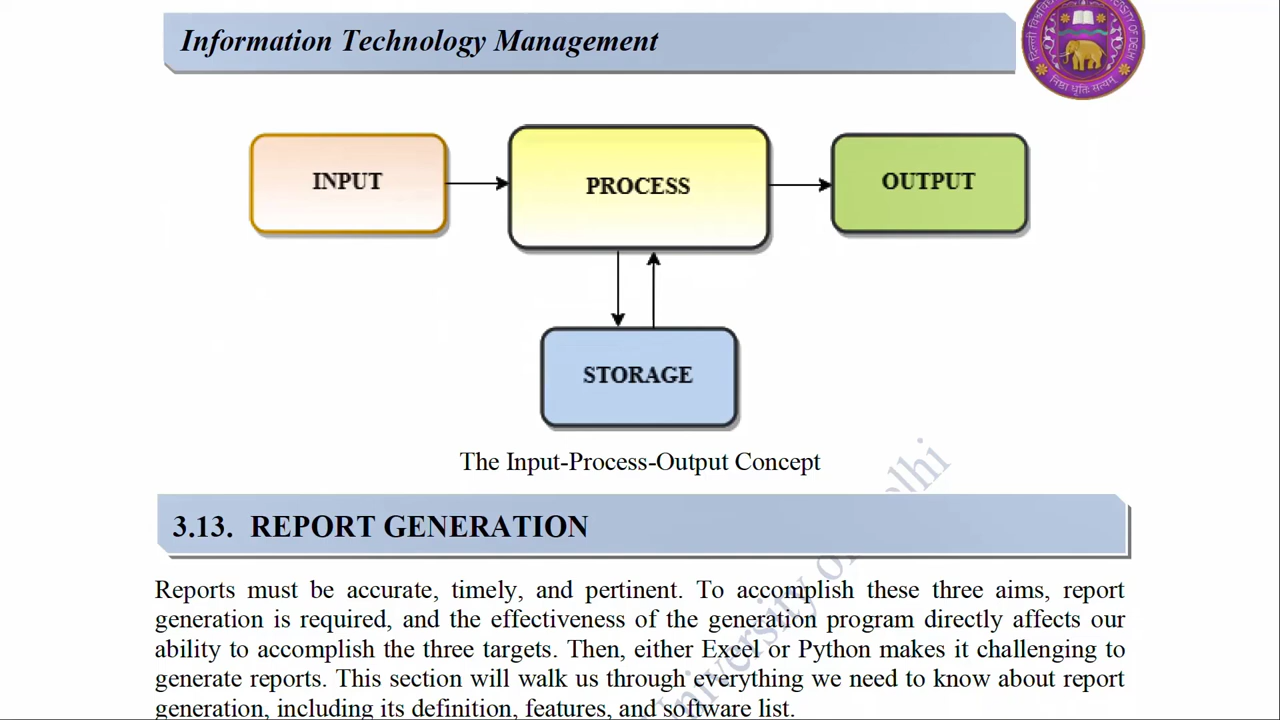 Information Technology Management
INPUT
PROCESS
OUTPUT
STORAGE
The Input-Process-Output Concept
3.13. REPORT GENERATION
Reports must be accurate, timely, and pertinent. To accomplish these three aims, report
generation is required, and the effectiveness of the generation program directly affects our
ability to accomplish the three targets. Then, either Excel or Python makes it challenging to
generate reports. This section will walk us through everything we need to know about report
generation, including its definition, features, and software list.